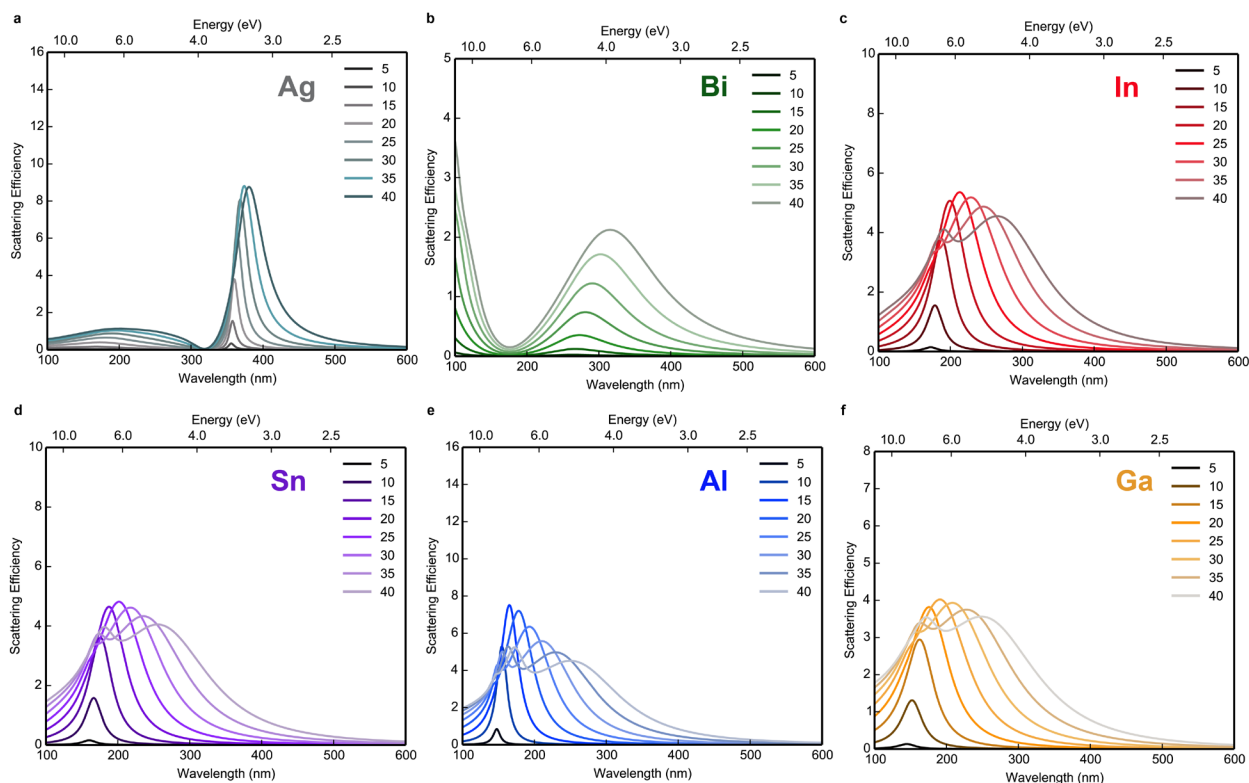 a
Energy (eV)
10.0 6.0 4.0 3.0 2.5
16
14
12
10
8
6
4
2
0
Scattering Efficiency
Ag
5
10
15
20
25
30
35
40
100 200 300 400 500 600
Wavelength (nm)
b
Energy (eV)
10.0 6.0 4.0 3.0 2.5
5
4
3
2
1
0
Scattering Efficiency
Bi
5
10
15
20
25
30
35
40
100 200 300 400 500 600
Wavelength (nm)
c
Energy (eV)
10.0 6.0 4.0 3.0 2.5
10
8
6
4
2
0
Scattering Efficiency
In
5
10
15
20
25
30
35
40
100 200 300 400 500 600
Wavelength (nm)
d
Energy (eV)
10.0 6.0 4.0 3.0 2.5
10
8
6
4
2
0
Scattering Efficiency
Sn
5
10
15
20
25
30
35
40
100 200 300 400 500 600
Wavelength (nm)
e
Energy (eV)
10.0 6.0 4.0 3.0 2.5
16
14
12
10
8
6
4
2
0
Scattering Efficiency
Al
5
10
15
20
25
30
35
40
100 200 300 400 500 600
Wavelength (nm)
f
Energy (eV)
10.0 6.0 4.0 3.0 2.5
8
7
6
5
4
3
2
1
0
Scattering Efficiency
Ga
5
10
15
20
25
30
35
40
100 200 300 400 500 600
Wavelength (nm)